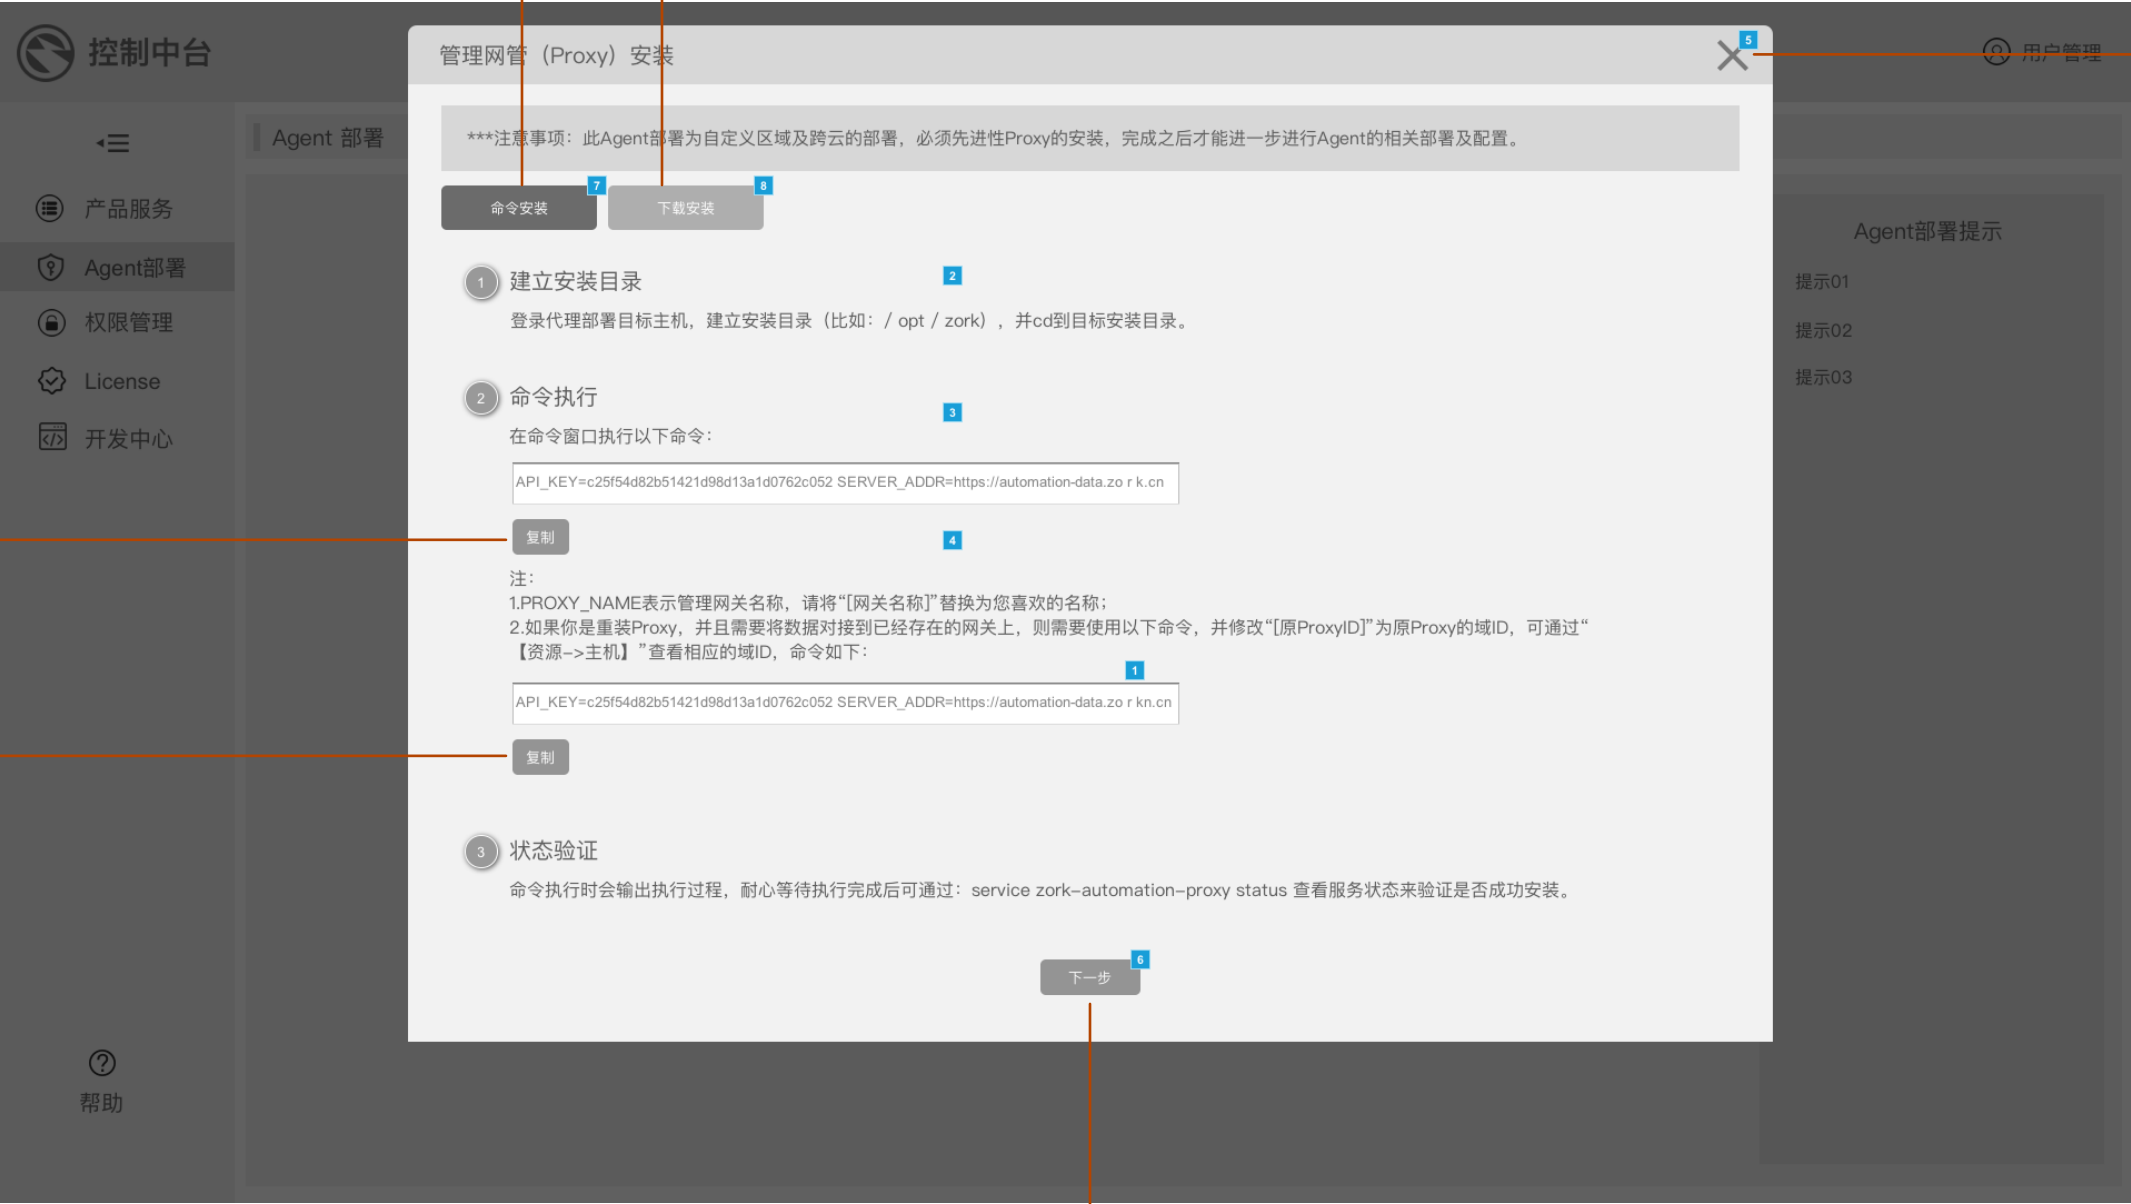 控制中台
用户管理
产品服务
Agent部署
权限管理
License
开发中心
帮助
Agent 部署
管理网管（Proxy）安装
5
***注意事项：此Agent部署为自定义区域及跨云的部署，必须先进性Proxy的安装，完成之后才能进一步进行Agent的相关部署及配置。
命令安装
7
下载安装
8
1 建立安装目录
2
登录代理部署目标主机，建立安装目录（比如：/ opt / zork），并cd到目标安装目录。
2 命令执行
3
在命令窗口执行以下命令：
API_KEY=c25f54d82b51421d98d13a1d0762c052 SERVER_ADDR=https://automation-data.zo r k.cn
复制
4
注：
1.PROXY_NAME表示管理网关名称，请将“[网关名称]”替换为您喜欢的名称；
2.如果你是重装Proxy，并且需要将数据对接到已经存在的网关上，则需要使用以下命令，并修改“[原ProxyID]”为原Proxy的域ID，可通过“
【资源->主机】”查看相应的域ID，命令如下：
1
API_KEY=c25f54d82b51421d98d13a1d0762c052 SERVER_ADDR=https://automation-data.zo r kn.cn
复制
3 状态验证
命令执行时会输出执行过程，耐心等待执行完成后可通过：service zork-automation-proxy status 查看服务状态来验证是否成功安装。
6
下一步
Agent部署提示
提示01
提示02
提示03